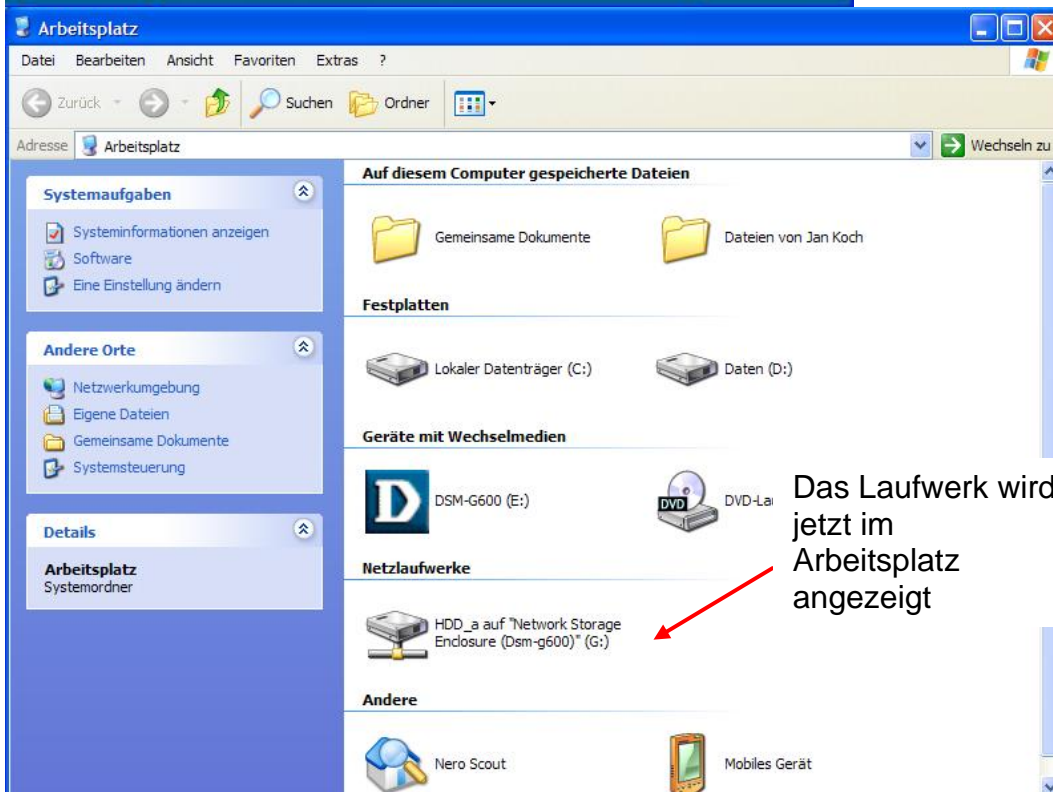 Arbeitsplatz
Datei Bearbeiten Ansicht Favoriten Extras ?
Zurück Suchen Ordner
Adresse Arbeitsplatz Wechseln zu
Systemaufgaben
Systeminformationen anzeigen
Software
Eine Einstellung ändern
Andere Orte
Netzwerkumgebung
Eigene Dateien
Gemeinsame Dokumente
Systemsteuerung
Details
Arbeitsplatz
Systemordner
Auf diesem Computer gespeicherte Dateien
Gemeinsame Dokumente
Dateien von Jan Koch
Festplatten
Lokaler Datenträger (C:)
Daten (D:)
Geräte mit Wechselmedien
D
DSM-G600 (E:)
DVD
Netzlaufwerke
HDD_a auf "Network Storage
Enclosure (Dsm-g600)" (G:)
Andere
Nero Scout
Mobiles Gerät
Das Laufwerk wird
jetzt im
Arbeitsplatz
angezeigt